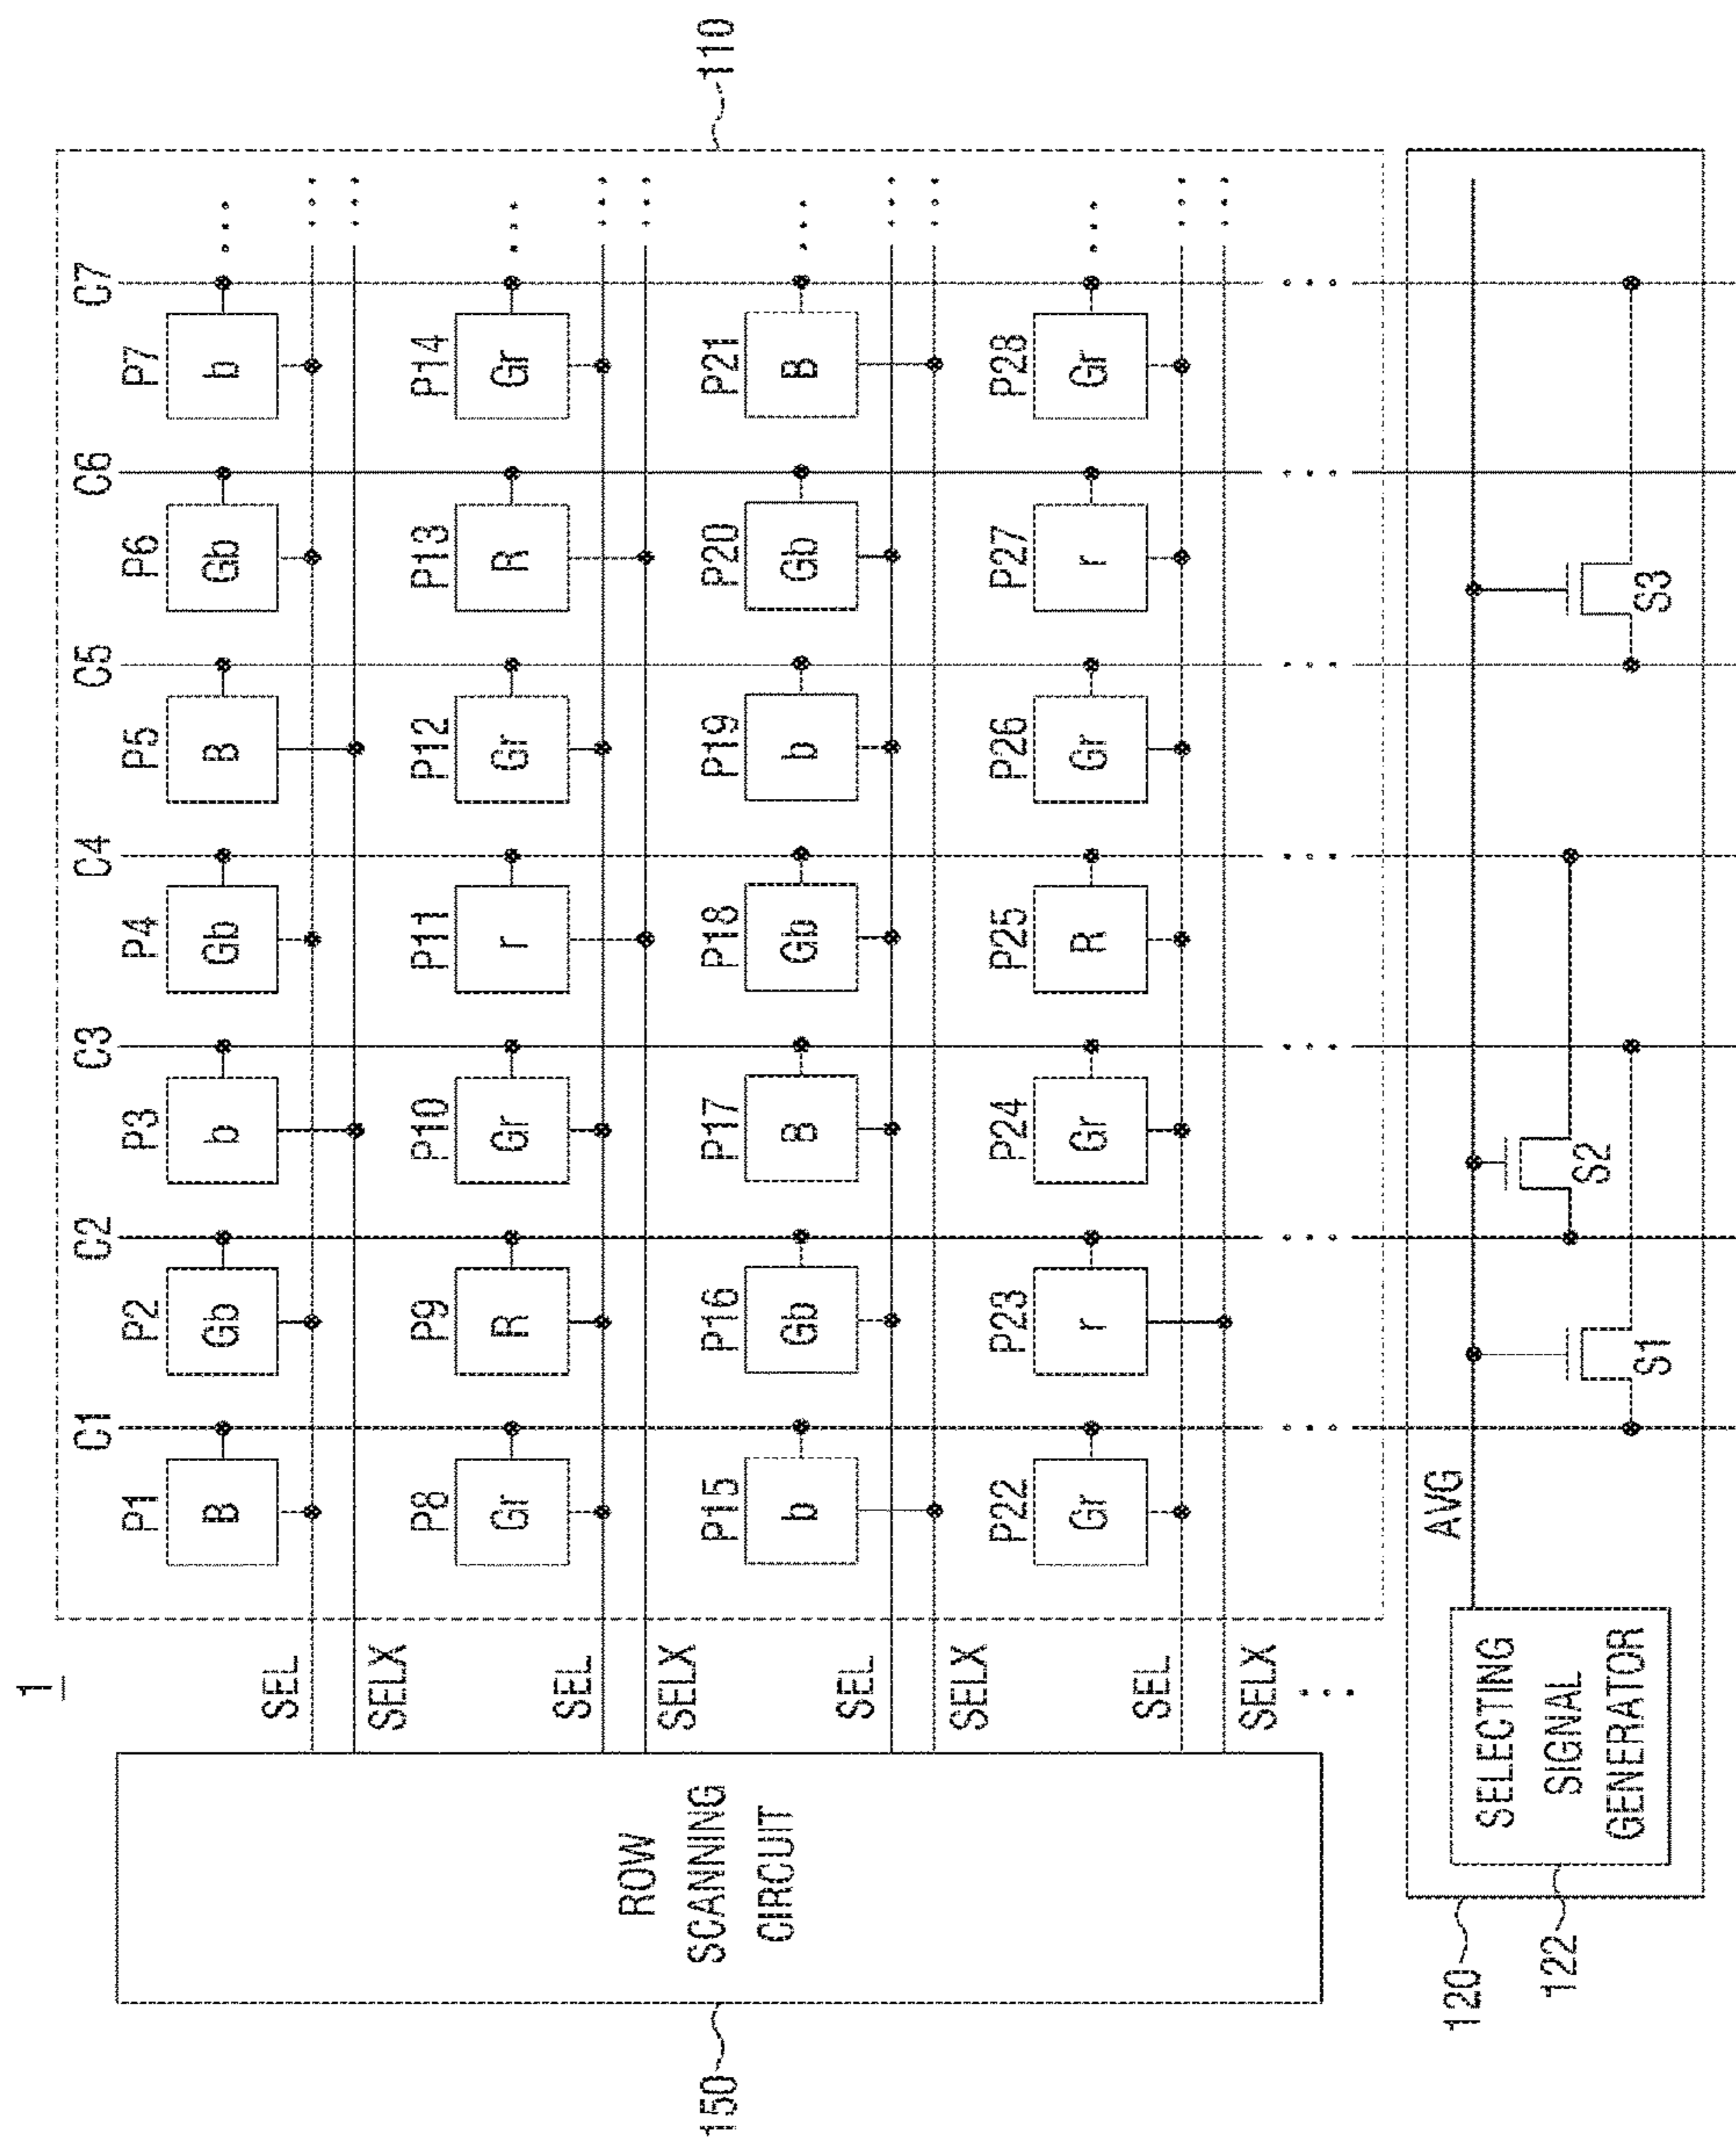 1
110
C1 C2 C3 C4 C5 C6 C7
P1 P2 P3 P4 P5 P6 P7
B Gb b Gb B Gb b
SEL
SELX
P8 P9 P10 P11 P12 P13 P14
Gr R Gr r Gr R Gr
SEL
SELX
P15 P16 P17 P18 P19 P20 P21
b Gb B Gb b Gb B
SEL
SELX
P22 P23 P24 P25 P26 P27 P28
Gr r Gr R Gr r Gr
SEL
SELX
ROW
SCANNING
CIRCUIT
150
AVG
S1 S2 S3
SELECTING
SIGNAL
GENERATOR
120
122